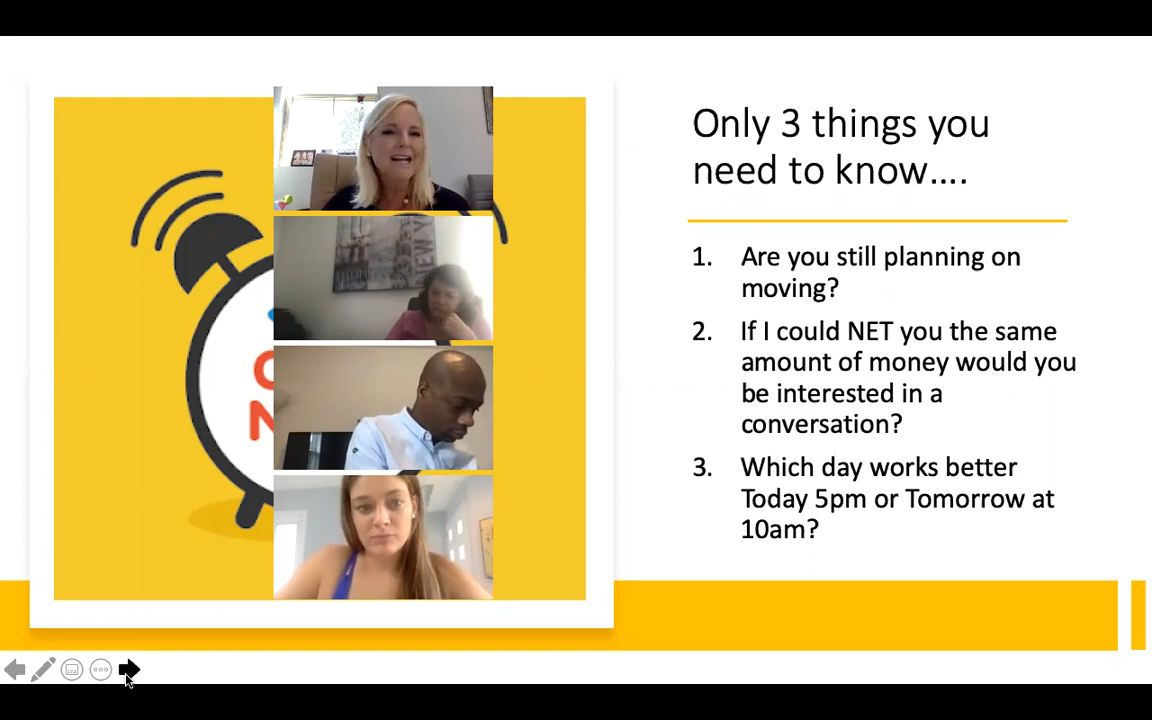 Only 3 things you
need to know....
1. Are you still planning on
moving?
2. If I could NET you the same
amount of money would you
be interested in a
conversation?
3. Which day works better
Today 5pm or Tomorrow at
10am?